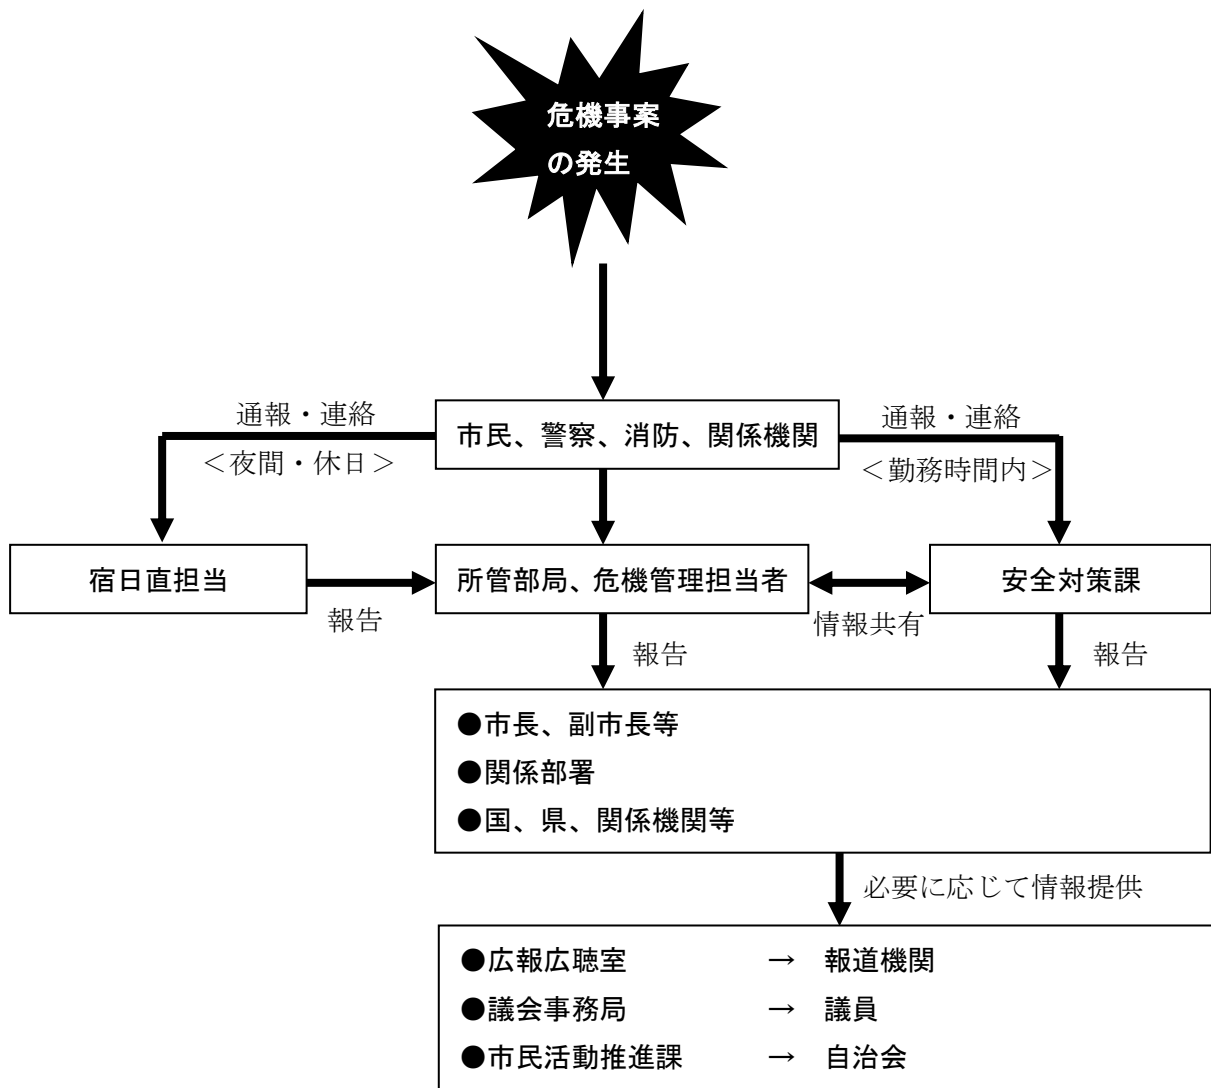 危機事案
の発生
通報・連絡
<夜間・休日>
市民、警察、消防、関係機関
通報・連絡
<勤務時間内>
宿日直担当
報告
所管部局、危機管理担当者
情報共有
安全対策課
報告
報告
●市長、副市長等
●関係部署
●国、県、関係機関等
必要に応じて情報提供
●広報広聴室 → 報道機関
●議会事務局 → 議員
●市民活動推進課 → 自治会